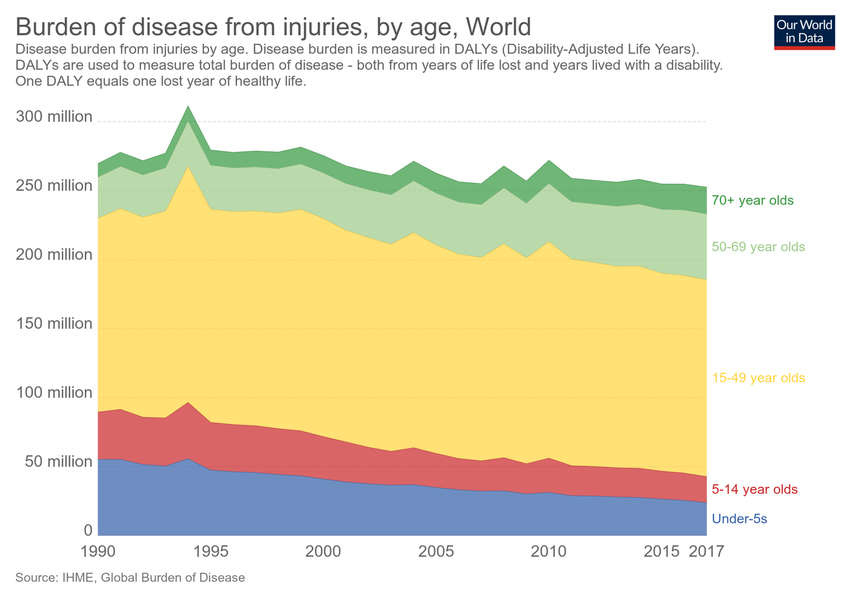 Burden of disease from injuries, by age, World
Our World
in Data
Disease burden from injuries by age. Disease burden is measured in DALYs (Disability-Adjusted Life Years).
DALYs are used to measure total burden of disease - both from years of life lost and years lived with a disability.
One DALY equals one lost year of healthy life.
300 million
250 million
200 million
150 million
100 million
50 million
0
70+ year olds
50-69 year olds
15-49 year olds
5-14 year olds
Under-5s
1990
1995
2000
2005
2010
2015
2017
Source: IHME, Global Burden of Disease